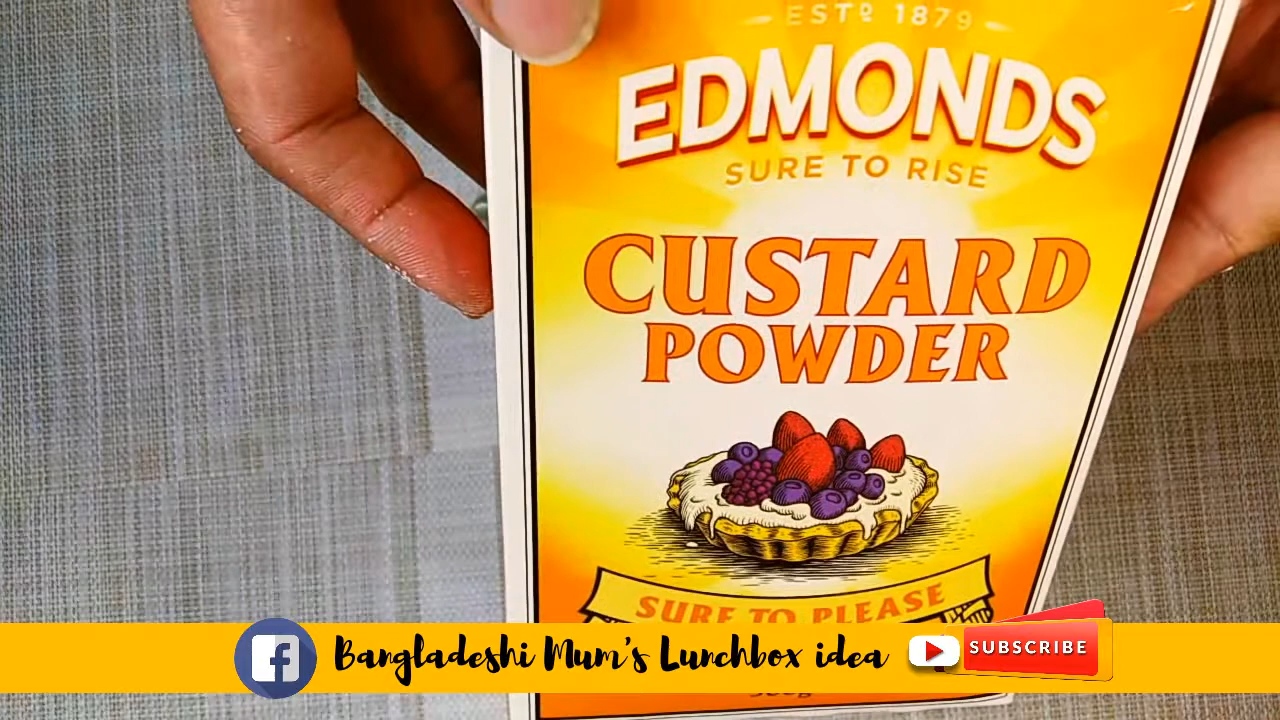 ESTD 1879
EDMONDS
SURE TO RISE
CUSTARD
POWDER
SURE TO PLEASE
Bangladeshi Mum's Lunchbox idea
SUBSCRIBE